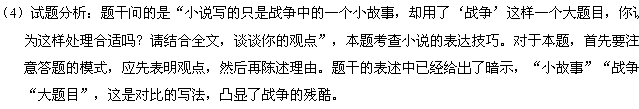 （4）试题分析：题干问的是“小说写的只是战争中的一个小故事，却用了‘战争’这样一个大题目，你
为这样处理合适吗？请结合全文，谈谈你的观点”，本题考查小说的表达技巧。对于本题，首先要注
意答题的模式，应先表明观点，然后再陈述理由。题干的表述中已经给出了暗示，“小故事”“战争
“大题目”，这是对比的写法，凸显了战争的残酷。